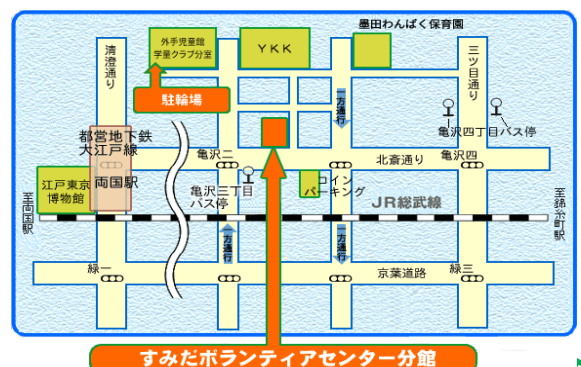 墨田わんぱく保育園
外手児童館
学童クラブ分室
YKK
清澄通り
三ツ目通り
駐輪場
一方通行
亀沢四丁目バス停
都営地下鉄
大江戸線
両国駅
亀沢二
北斎通り
亀沢四
江戸東京
博物館
亀沢三丁目
バス停
コイン
パーキング
至両国駅
JR総武線
至錦糸町駅
一方通行
一方通行
緑一
京葉道路
緑三
すみだボランティアセンター分館